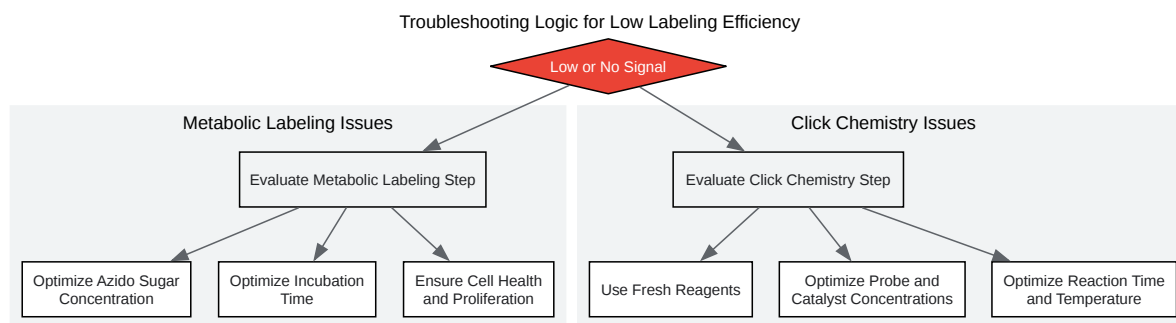 Troubleshooting Logic for Low Labeling Efficiency
Low or No Signal
Metabolic Labeling Issues
Click Chemistry Issues
Evaluate Metabolic Labeling Step
Evaluate Click Chemistry Step
Optimize Azido Sugar
Concentration
Optimize Incubation
Time
Ensure Cell Health
and Proliferation
Use Fresh Reagents
Optimize Probe and
Catalyst Concentrations
Optimize Reaction Time
and Temperature